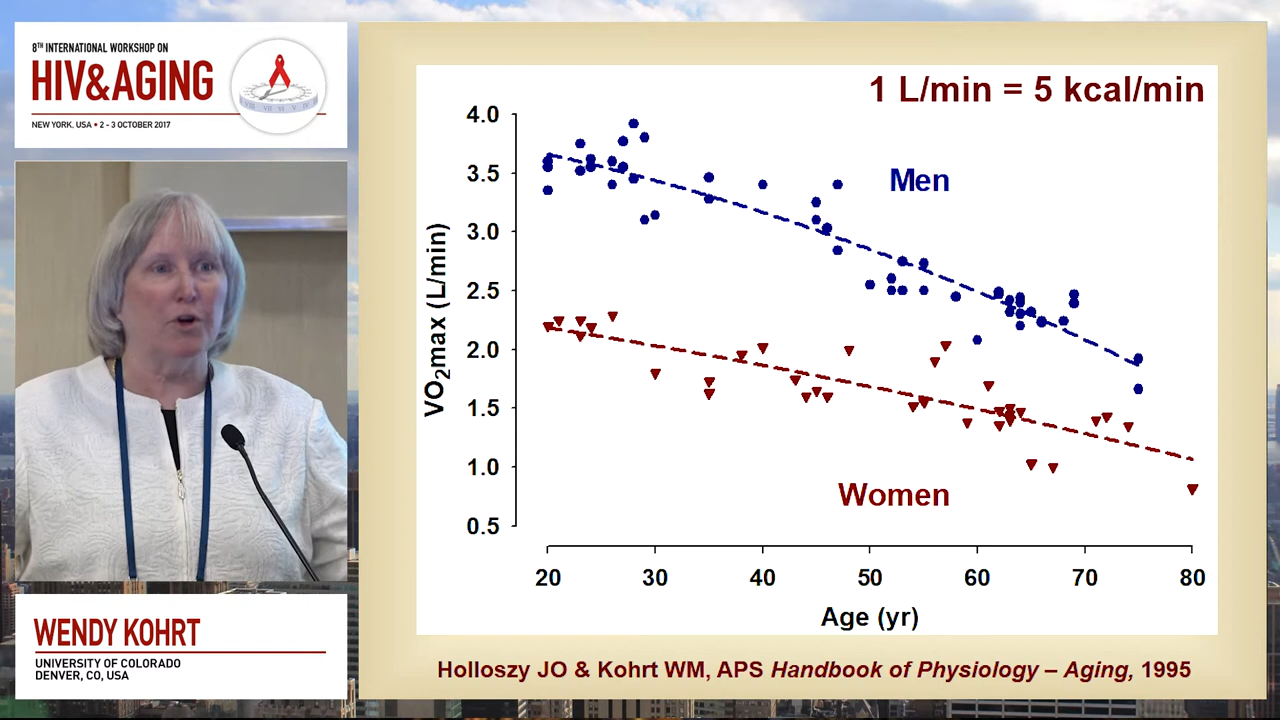 8TH INTERNATIONAL WORKSHOP ON
HIV&AGING
NEW YORK, USA • 2 - 3 OCTOBER 2017
WENDY KOHRT
UNIVERSITY OF COLORADO
DENVER, CO, USA
1 L/min = 5 kcal/min
4.0
3.5
3.0
2.5
2.0
1.5
1.0
0.5
VO2max (L/min)
Men
Women
20 30 40 50 60 70 80
Age (yr)
Holloszy JO & Kohrt WM, APS Handbook of Physiology – Aging, 1995